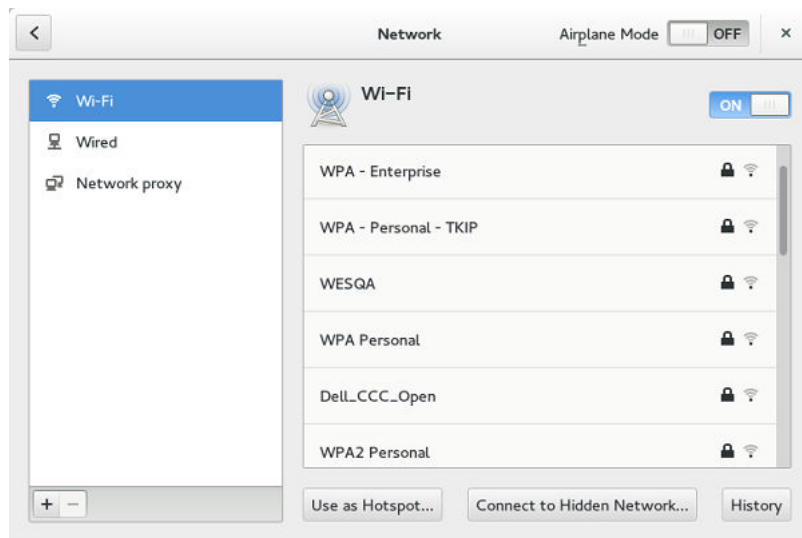 Network
Airplane Mode OFF
Wi-Fi
Wired
Network proxy
Wi-Fi
ON
WPA - Enterprise
WPA - Personal - TKIP
WESQA
WPA Personal
Dell_CCC_Open
WPA2 Personal
Use as Hotspot... Connect to Hidden Network... History